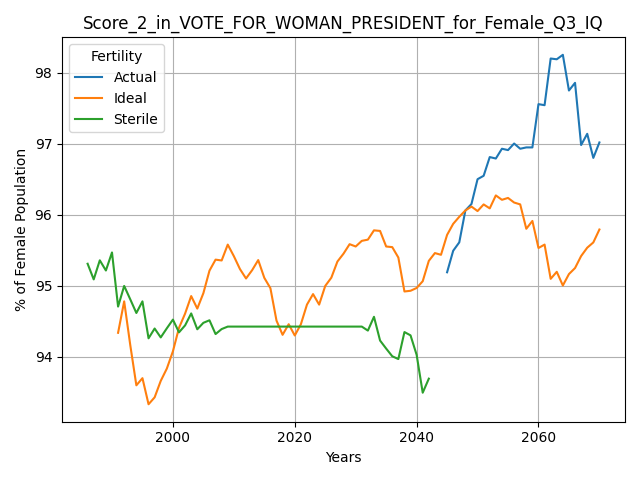 Score_2_in_VOTE_FOR_WOMAN_PRESIDENT_for_Female_Q3_IQ
Fertility
Actual
Ideal
Sterile
98
97
96
95
94
% of Female Population
2000
2020
2040
2060
Years